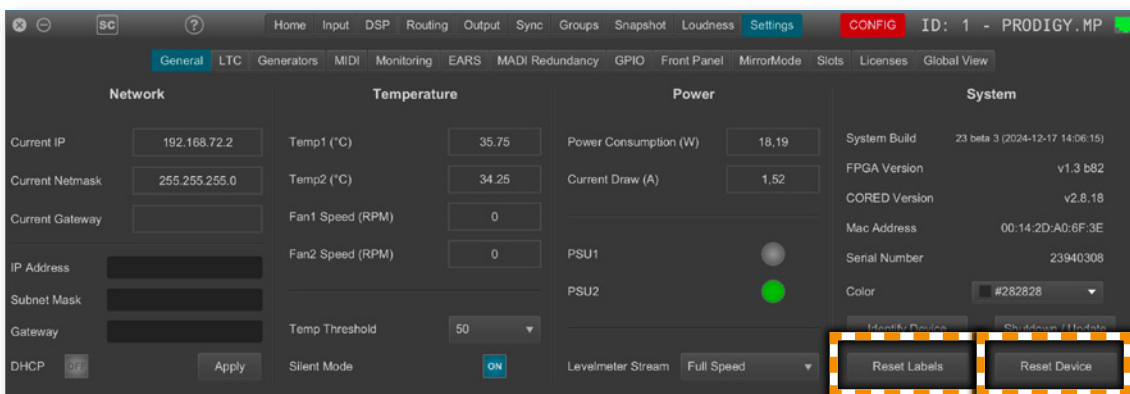 SC ? Home Input DSP Routing Output Sync Groups Snapshot Loudness Settings CONFIG ID: 1 - PRODIGY.MP
General LTC Generators MIDI Monitoring EARS MADI Redundancy GPIO Front Panel MirrorMode Slots Licenses Global View
Network
Current IP 192.168.72.2
Current Netmask 255.255.255.0
Current Gateway
IP Address
Subnet Mask
Gateway
DHCP OFF Apply
Temperature
Temp1 (°C) 35.75
Temp2 (°C) 34.25
Fan1 Speed (RPM) 0
Fan2 Speed (RPM) 0
Temp Threshold 50
Silent Mode ON
Power
Power Consumption (W) 18,19
Current Draw (A) 1,52
PSU1
PSU2
Levelmeter Stream Full Speed
System
System Build 23 beta 3 (2024-12-17 14:06:15)
FPGA Version v1.3 b82
CORED Version v2.8.18
Mac Address 00:14:2D:A0:6F:3E
Serial Number 23940308
Color #282828
Identify Device Shutdown / Update
Reset Labels Reset Device